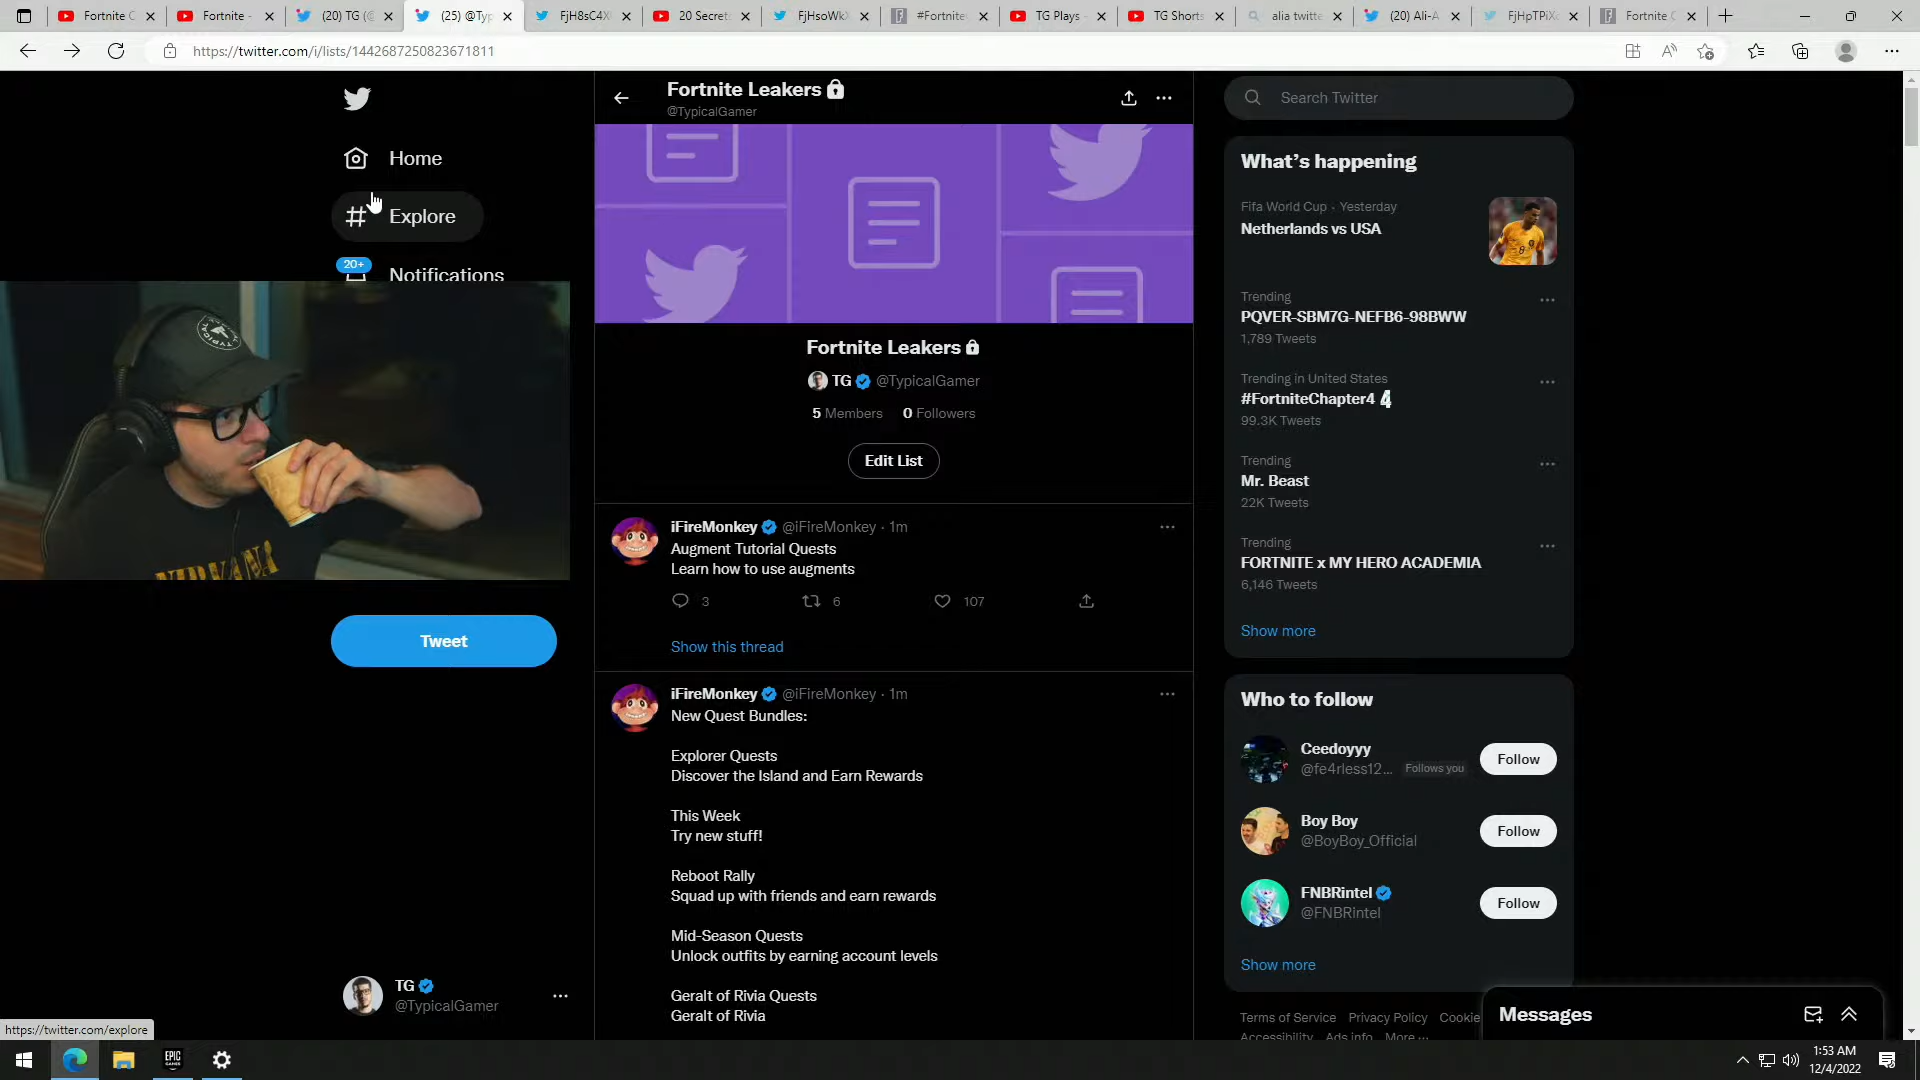 Fortnite C
Fortnite -
(20) TG (@
(25) @Typ
FjH8sC4X
20 Secret
FjHsoWkX
#Fortnite
TG Plays -
TG Shorts
alia twitte
(20) Ali-A
FjHpTPiX
Fortnite C
https://twitter.com/i/lists/1442687250823671811
Home
Explore
20+
Notifications
Tweet
TG
@TypicalGamer
https://twitter.com/explore
NIRVANA
Fortnite Leakers
@TypicalGamer
Fortnite Leakers
TG @TypicalGamer
5 Members 0 Followers
Edit List
iFireMonkey @iFireMonkey · 1m
Augment Tutorial Quests
Learn how to use augments
3 6 107
Show this thread
iFireMonkey @iFireMonkey · 1m
New Quest Bundles:
Explorer Quests
Discover the Island and Earn Rewards
This Week
Try new stuff!
Reboot Rally
Squad up with friends and earn rewards
Mid-Season Quests
Unlock outfits by earning account levels
Geralt of Rivia Quests
Geralt of Rivia
Search Twitter
What's happening
Fifa World Cup · Yesterday
Netherlands vs USA
Trending
PQVER-SBM7G-NEFB6-98BWW
1,789 Tweets
Trending in United States
#FortniteChapter4 4
99.3K Tweets
Trending
Mr. Beast
22K Tweets
Trending
FORTNITE x MY HERO ACADEMIA
6,146 Tweets
Show more
Who to follow
Ceedoyyy
@fe4rless12... Follows you
Follow
Boy Boy
@BoyBoy_Official
Follow
FNBRintel
@FNBRintel
Follow
Show more
Terms of Service Privacy Policy Cookie
Accessibility Ads info More ...
Messages
EPIC
GAMES
1:53 AM
12/4/2022